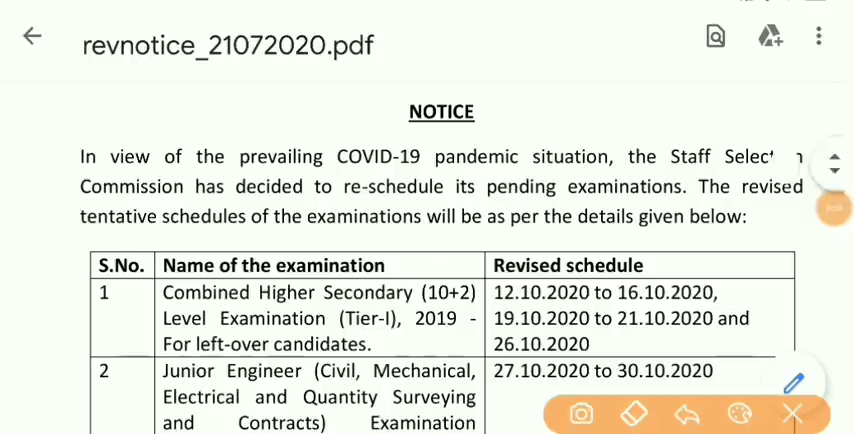 revnotice_21072020.pdf
NOTICE
In view of the prevailing COVID-19 pandemic situation, the Staff
Commission has decided to re-schedule its pending examinations. The revised
tentative schedules of the examinations will be as per the details given below:
S.No. Name of the examination Revised schedule
1 Combined Higher Secondary (10+2) 12.10.2020 to 16.10.2020,
Level Examination (Tier-I), 2019 - 19.10.2020 to 21.10.2020 and
For left-over candidates. 26.10.2020
2 Junior Engineer (Civil, Mechanical, 27.10.2020 to 30.10.2020
Electrical and Quantity Surveying
and Contracts) Examination